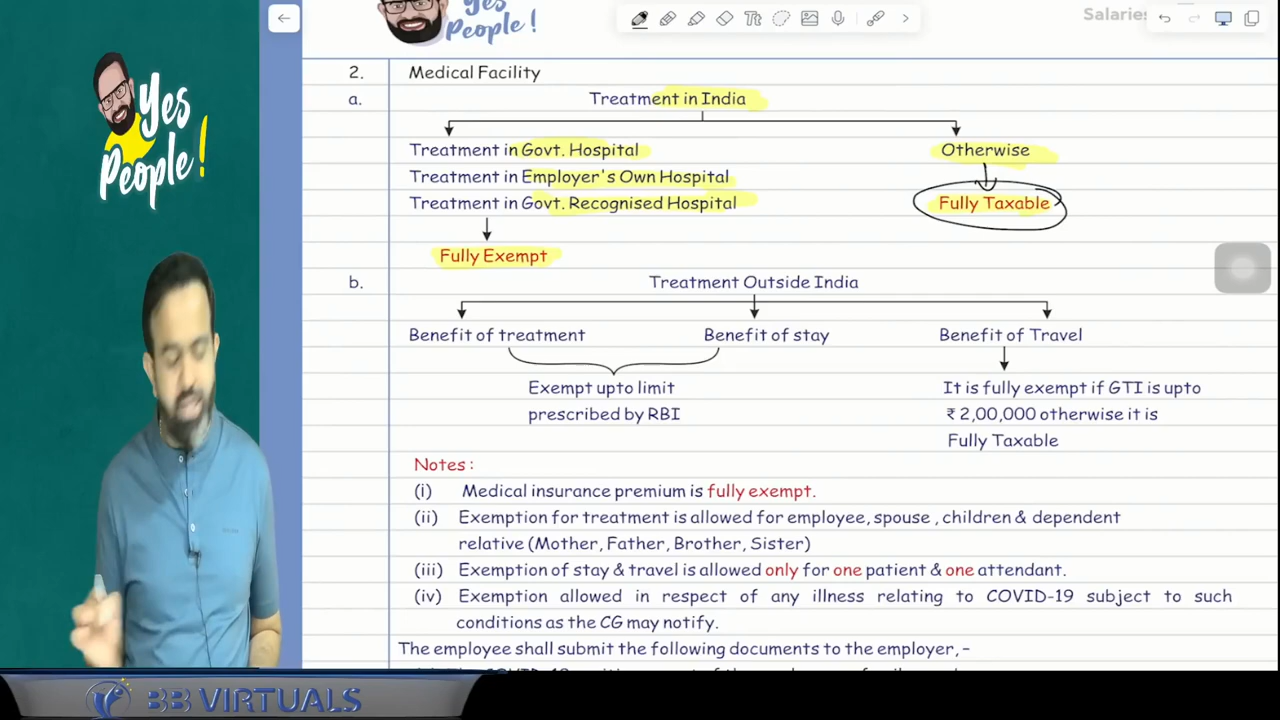 Yes
People !
Yes
People !
Tt
Salaries
2. Medical Facility
a. Treatment in India
Treatment in Govt. Hospital Otherwise
Treatment in Employer's Own Hospital
Treatment in Govt. Recognised Hospital Fully Taxable
Fully Exempt
b. Treatment Outside India
Benefit of treatment Benefit of stay Benefit of Travel
Exempt upto limit It is fully exempt if GTI is upto
prescribed by RBI ₹ 2,00,000 otherwise it is
Fully Taxable
Notes :
(i) Medical insurance premium is fully exempt.
(ii) Exemption for treatment is allowed for employee, spouse , children & dependent
relative (Mother, Father, Brother, Sister)
(iii) Exemption of stay & travel is allowed only for one patient & one attendant.
(iv) Exemption allowed in respect of any illness relating to COVID-19 subject to such
conditions as the CG may notify.
The employee shall submit the following documents to the employer, –
BB VIRTUALS